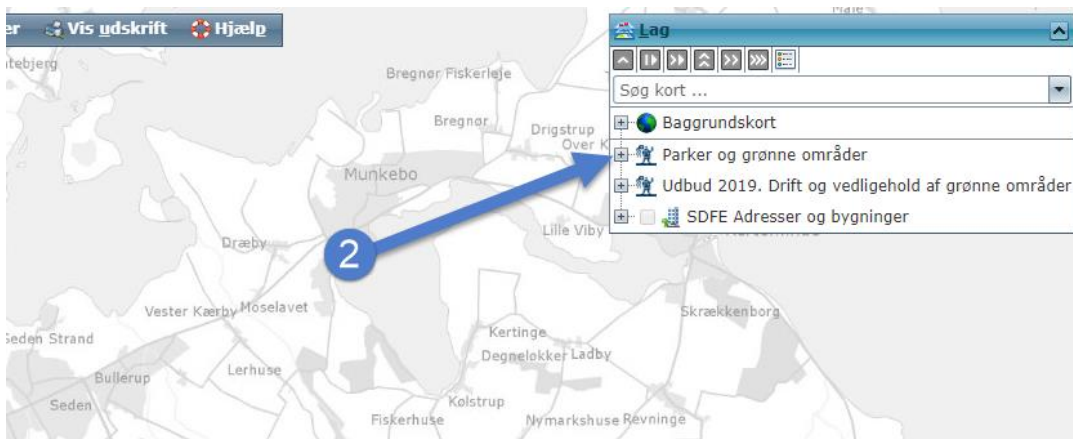 er Vis udskrift Hjælp
Lag
Søg kort ...
Baggrundskort
Parker og grønne områder
Udbud 2019. Drift og vedligehold af grønne områder
SDFE Adresser og bygninger
2
tebjerg
Bregnør Fiskerleje
Bregnør
Drigstrup
Over K
Munkebo
Dræby
Lille Viby
Vester Kærby Moselavet
Skrækkenborg
Seden Strand
Kertinge
Degneløkker Ladby
Bullerup
Lerhuse
Seden
Kølstrup
Fiskerhuse
Nymarkshuse Revninge